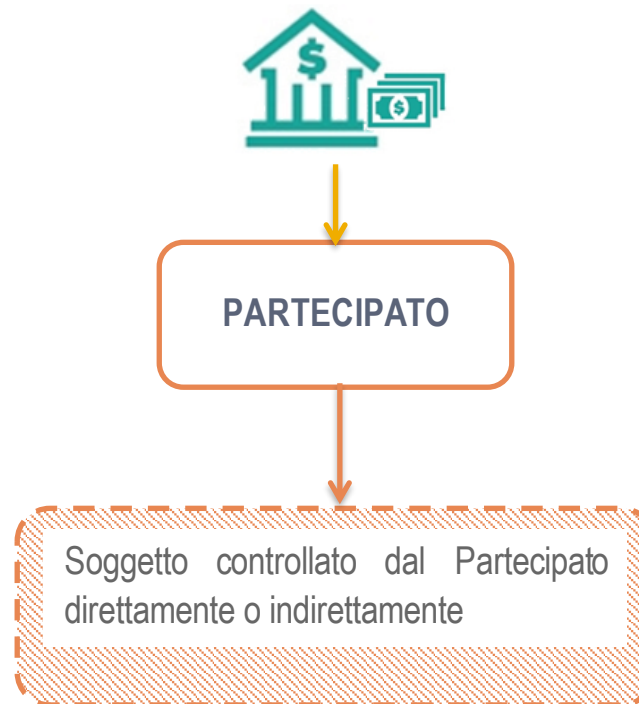 $
$
PARTECIPATO
Soggetto controllato dal Partecipato
direttamente o indirettamente